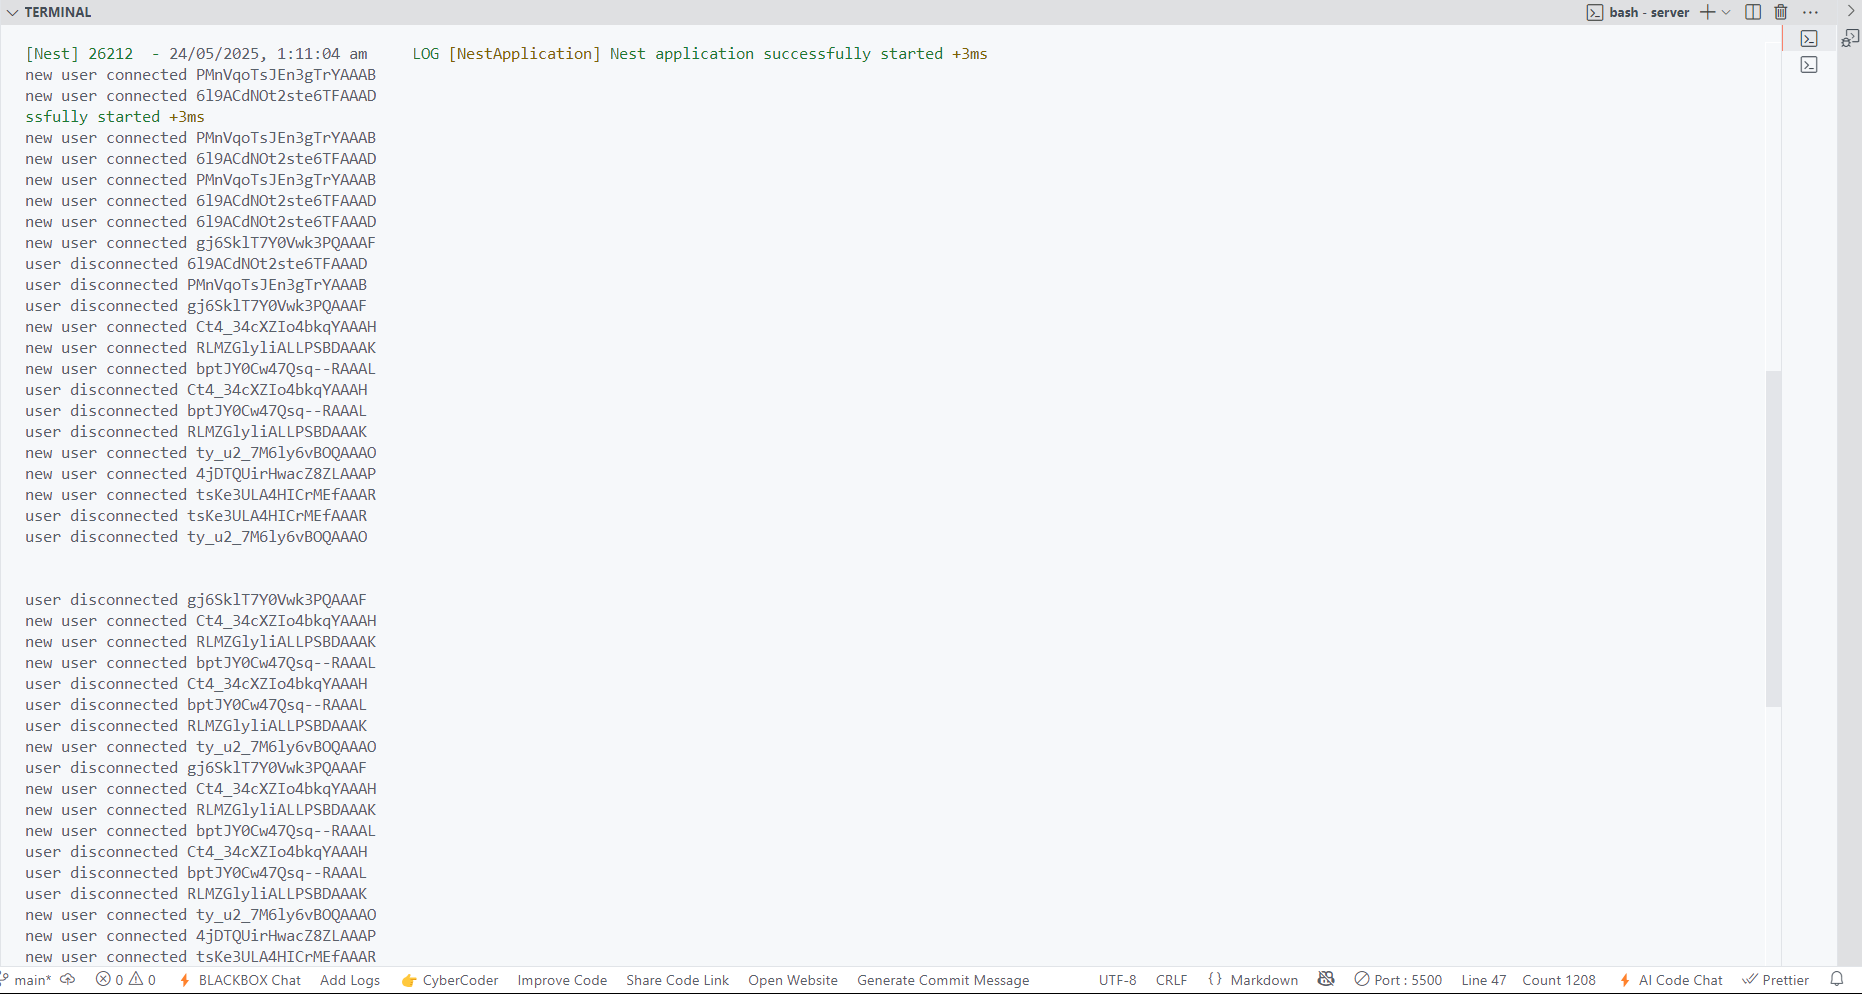 TERMINAL
bash - server
[Nest] 26212  - 24/05/2025, 1:11:04 am     LOG [NestApplication] Nest application successfully started +3ms
new user connected PMnVqoTsJEn3gTrYAAAB
new user connected 6l9ACdNOt2ste6TFAAAD
ssfully started +3ms
new user connected PMnVqoTsJEn3gTrYAAAB
new user connected 6l9ACdNOt2ste6TFAAAD
new user connected PMnVqoTsJEn3gTrYAAAB
new user connected 6l9ACdNOt2ste6TFAAAD
new user connected 6l9ACdNOt2ste6TFAAAD
new user connected gj6SklT7Y0Vwk3PQAAAF
user disconnected 6l9ACdNOt2ste6TFAAAD
user disconnected PMnVqoTsJEn3gTrYAAAB
user disconnected gj6SklT7Y0Vwk3PQAAAF
new user connected Ct4_34cXZIo4bkqYAAAH
new user connected RLMZGlyliALLPSBDAAAK
new user connected bptJY0Cw47Qsq--RAAAL
user disconnected Ct4_34cXZIo4bkqYAAAH
user disconnected bptJY0Cw47Qsq--RAAAL
user disconnected RLMZGlyliALLPSBDAAAK
new user connected ty_u2_7M6ly6vBOQAAAO
new user connected 4jDTQUirHwacZ8ZLAAAP
new user connected tsKe3ULA4HICrMEfAAAR
user disconnected tsKe3ULA4HICrMEfAAAR
user disconnected ty_u2_7M6ly6vBOQAAAO
user disconnected gj6SklT7Y0Vwk3PQAAAF
new user connected Ct4_34cXZIo4bkqYAAAH
new user connected RLMZGlyliALLPSBDAAAK
new user connected bptJY0Cw47Qsq--RAAAL
user disconnected Ct4_34cXZIo4bkqYAAAH
user disconnected bptJY0Cw47Qsq--RAAAL
user disconnected RLMZGlyliALLPSBDAAAK
new user connected ty_u2_7M6ly6vBOQAAAO
user disconnected gj6SklT7Y0Vwk3PQAAAF
new user connected Ct4_34cXZIo4bkqYAAAH
new user connected RLMZGlyliALLPSBDAAAK
new user connected bptJY0Cw47Qsq--RAAAL
user disconnected Ct4_34cXZIo4bkqYAAAH
user disconnected bptJY0Cw47Qsq--RAAAL
user disconnected RLMZGlyliALLPSBDAAAK
new user connected ty_u2_7M6ly6vBOQAAAO
new user connected 4jDTQUirHwacZ8ZLAAAP
new user connected tsKe3ULA4HICrMEfAAAR
main* 0 0 BLACKBOX Chat Add Logs 👉 CyberCoder Improve Code Share Code Link Open Website Generate Commit Message UTF-8 CRLF {} Markdown Port : 5500 Line 47 Count 1208 AI Code Chat Prettier